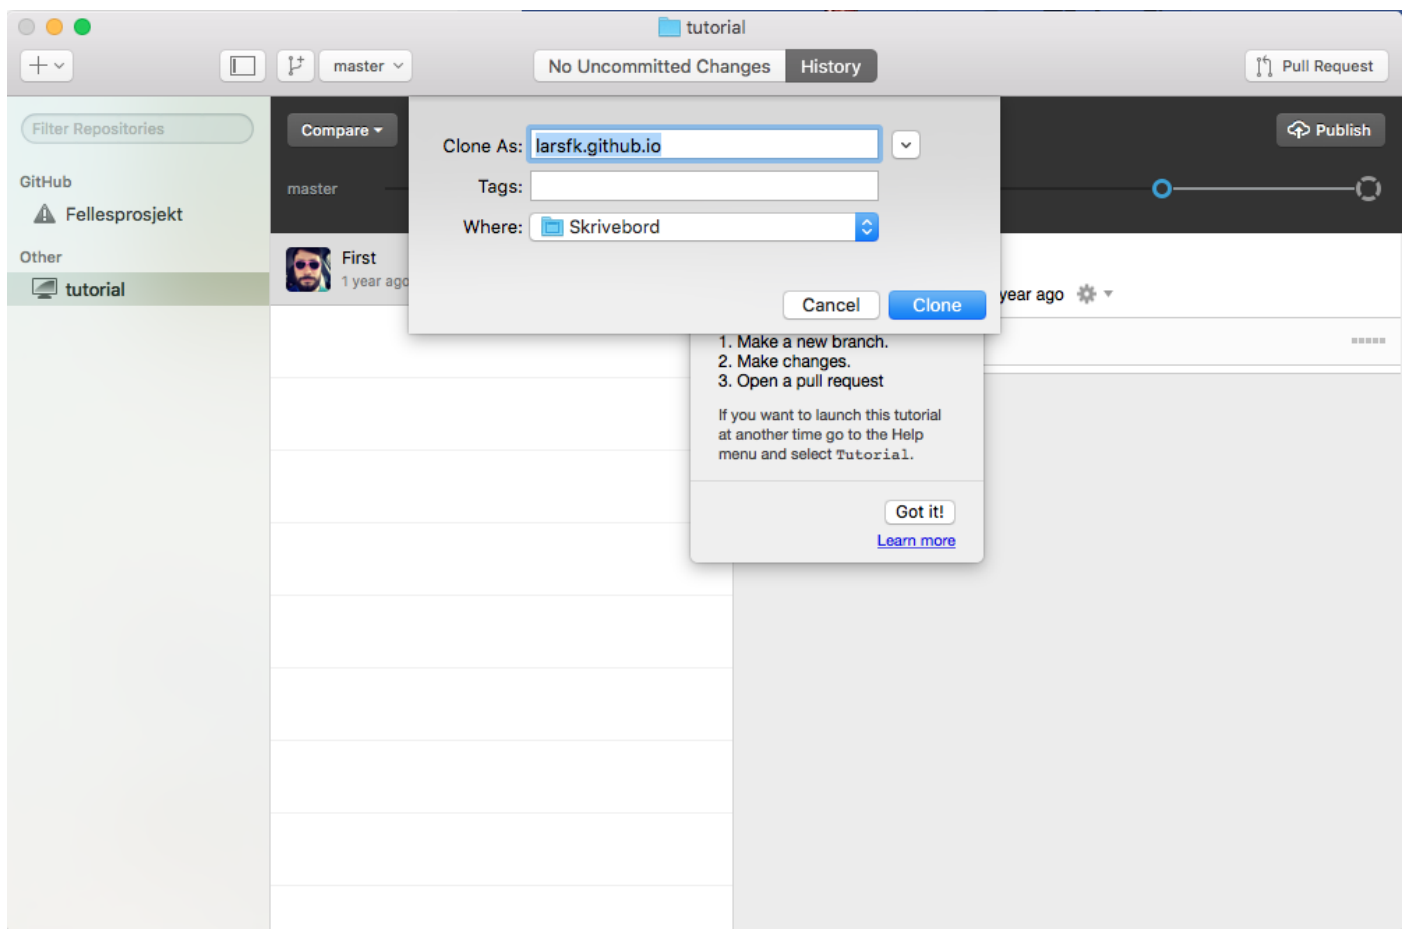 tutorial
master
No Uncommitted Changes
History
Pull Request
Filter Repositories
GitHub
Fellesprosjekt
Other
tutorial
Compare
Publish
master
Clone As: larsfk.github.io
Tags:
Where: Skrivebord
Cancel
Clone
First
1 year ago
year ago
1. Make a new branch.
2. Make changes.
3. Open a pull request
If you want to launch this tutorial
at another time go to the Help
menu and select Tutorial.
Got it!
Learn more